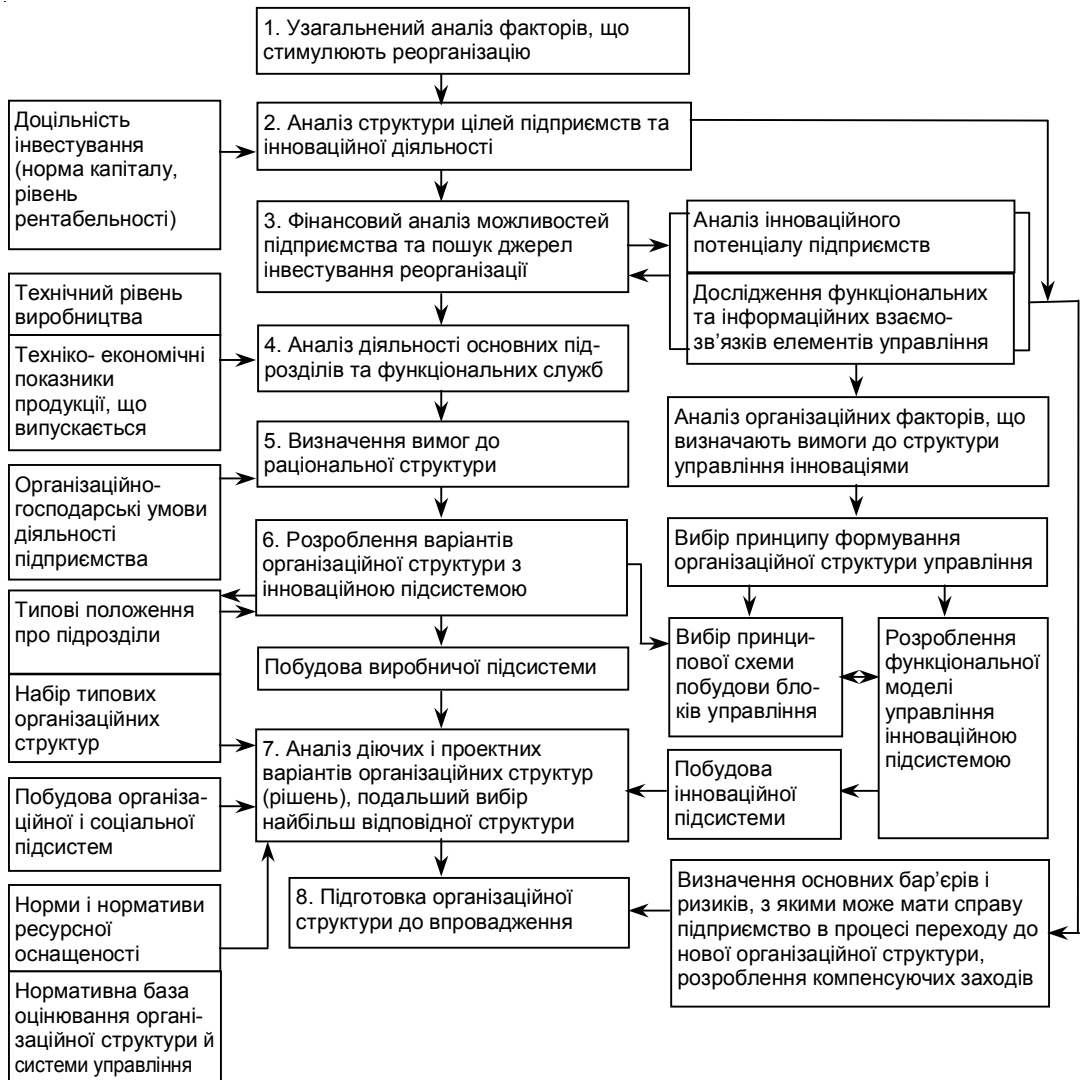 1. Узагальнений аналіз факторів, що
стимулюють реорганізацію
Доцільність
інвестування
(норма капіталу,
рівень
рентабельності)
2. Аналіз структури цілей підприємств та
інноваційної діяльності
3. Фінансовий аналіз можливостей
підприємства та пошук джерел
інвестування реорганізації
Аналіз інноваційного
потенціалу підприємств
Дослідження функціональних
та інформаційних взаємо-
зв’язків елементів управління
Технічний рівень
виробництва
Техніко- економічні
показники
продукції, що
випускається
4. Аналіз діяльності основних під-
розділів та функціональних служб
Аналіз організаційних факторів, що
визначають вимоги до структури
управління інноваціями
5. Визначення вимог до
раціональної структури
Організаційно-
господарські умови
діяльності
підприємства
6. Розроблення варіантів
організаційної структури з
інноваційною підсистемою
Вибір принципу формування
організаційної структури управління
Типові положення
про підрозділи
Вибір принци-
пової схеми
побудови бло-
ків управління
Розроблення
функціональної
моделі
управління
інноваційною
підсистемою
Побудова виробничої підсистеми
Набір типових
організаційних
структур
7. Аналіз діючих і проектних
варіантів організаційних структур
(рішень), подальший вибір
найбільш відповідної структури
Побудова
інноваційної
підсистеми
Побудова організа-
ційної і соціальної
підсистем
8. Підготовка організаційної
структури до впровадження
Визначення основних бар’єрів і
ризиків, з якими може мати справу
підприємство в процесі переходу до
нової організаційної структури,
розроблення компенсуючих заходів
Норми і нормативи
ресурсної
оснащеності
Нормативна база
оцінювання органі-
заційної структури й
системи управління